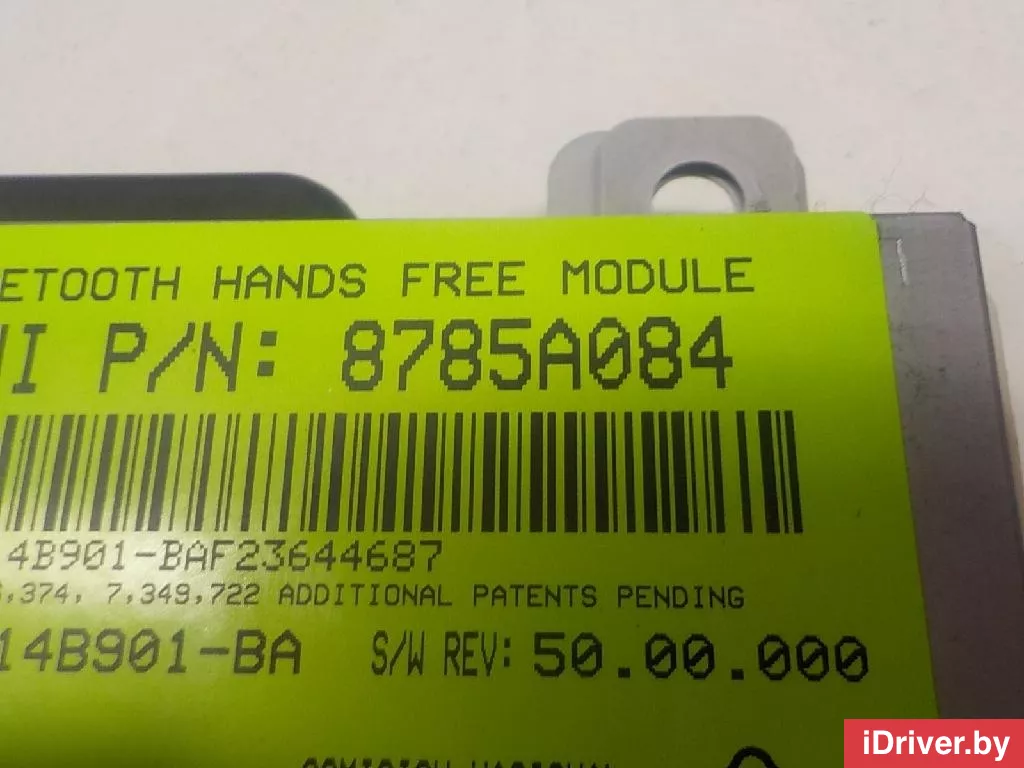 ETOOTH HANDS FREE MODULE
I P/N: 8785A084
14B901-BAF23644687
,374, 7,349,722 ADDITIONAL PATENTS PENDING
14B901-BA S/W REV: 50.00.000
iDriver.by